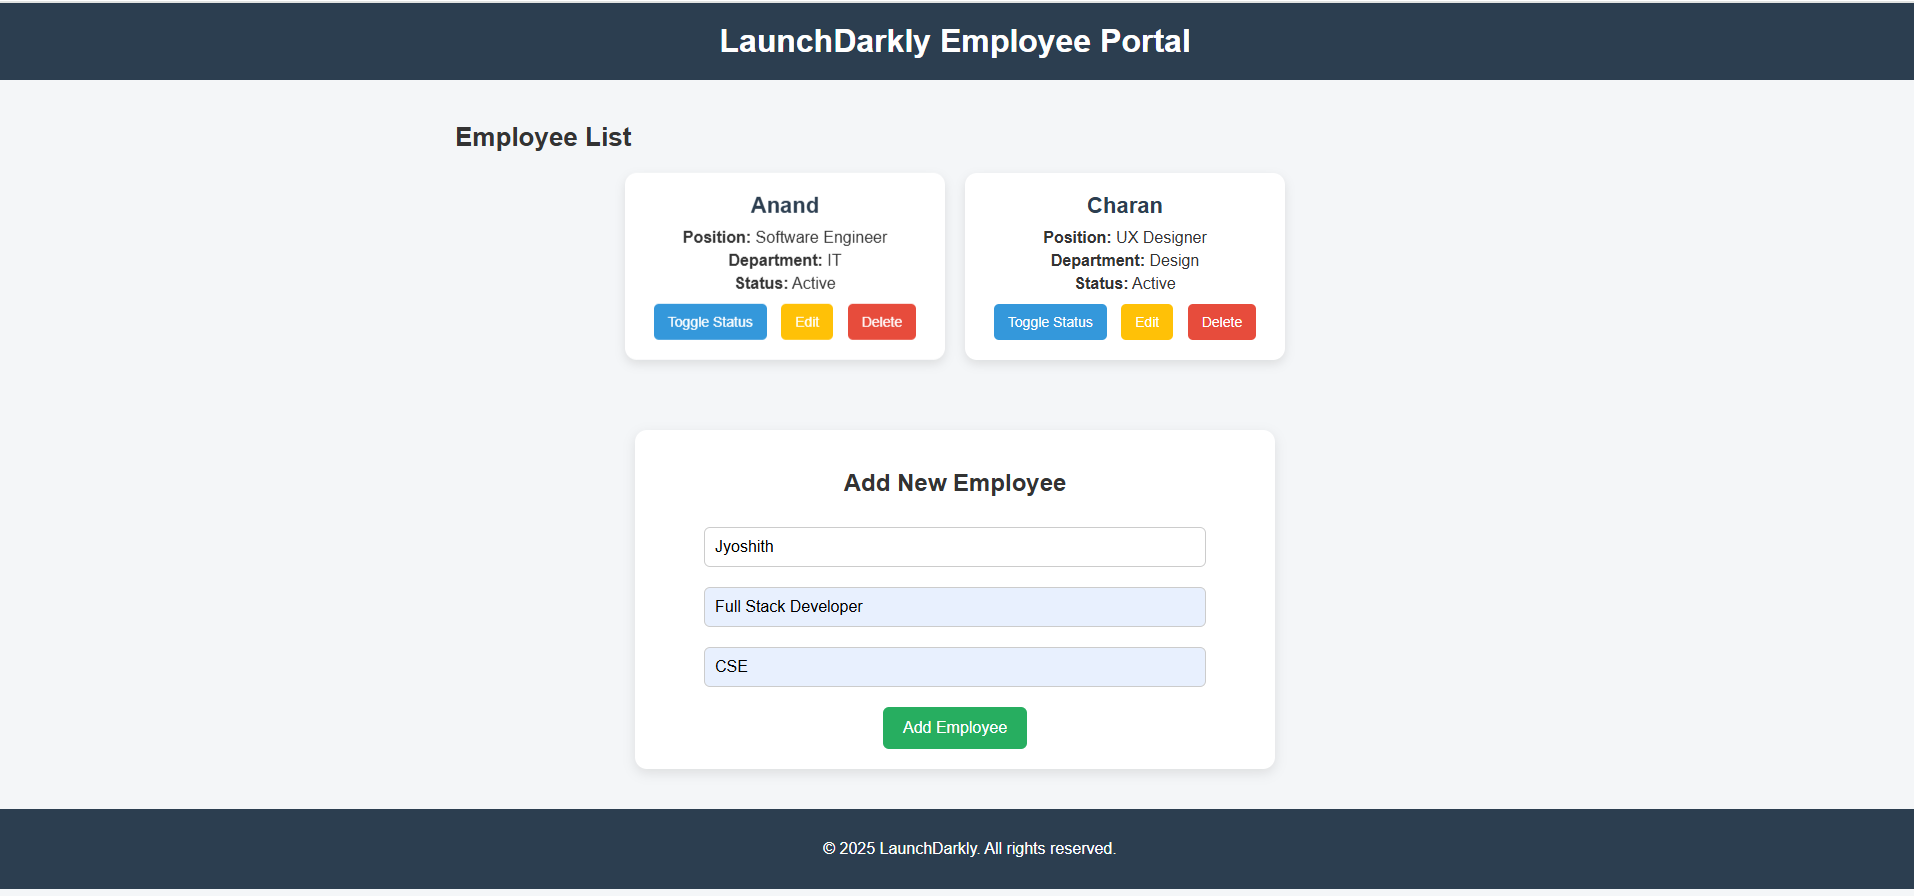 LaunchDarkly Employee Portal
Employee List
Anand
Position: Software Engineer
Department: IT
Status: Active
Toggle Status Edit Delete
Charan
Position: UX Designer
Department: Design
Status: Active
Toggle Status Edit Delete
Add New Employee
Jyoshith
Full Stack Developer
CSE
Add Employee
© 2025 LaunchDarkly. All rights reserved.